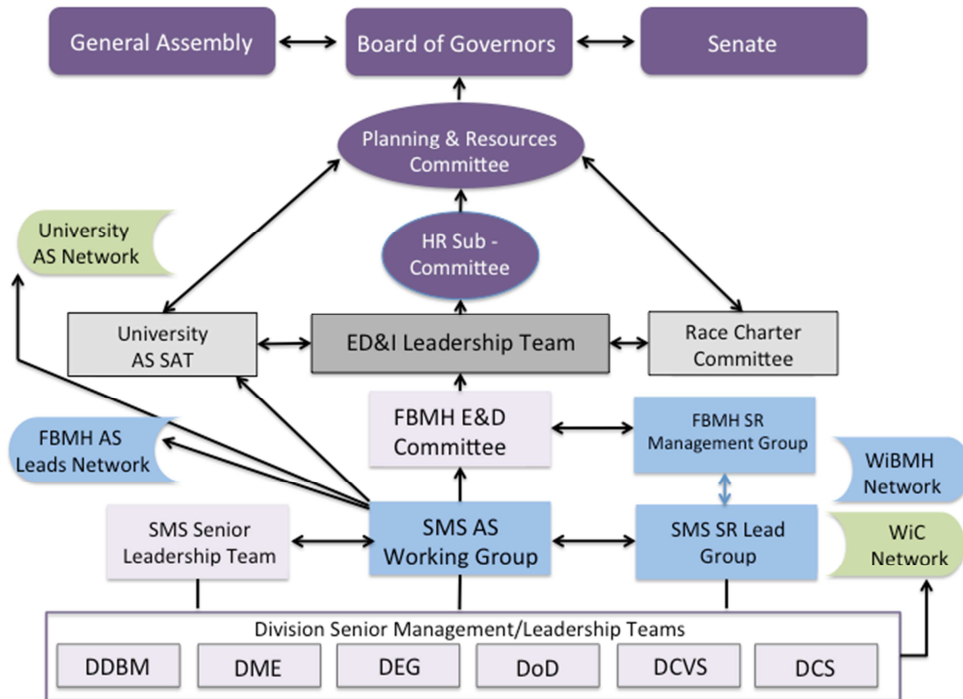 General Assembly
Board of Governors
Senate
Planning & Resources
Committee
University
AS Network
HR Sub -
Committee
University
AS SAT
ED&I Leadership Team
Race Charter
Committee
FBMH AS
Leads Network
FBMH E&D
Committee
FBMH SR
Management Group
WiBMH
Network
SMS Senior
Leadership Team
SMS AS
Working Group
SMS SR Lead
Group
WiC
Network
Division Senior Management/Leadership Teams
DDBM
DME
DEG
DoD
DCVS
DCS